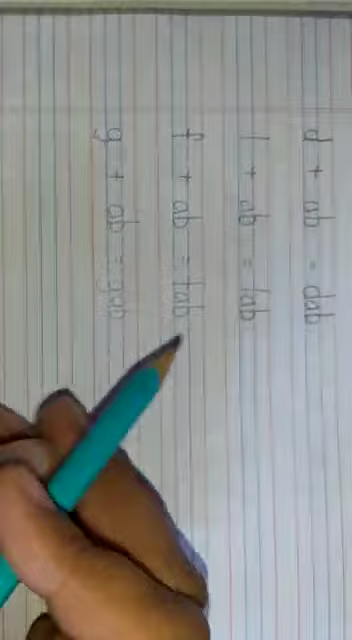 d + ab = dab
l + ab = lab
f + ab = fab
g + ab = gab